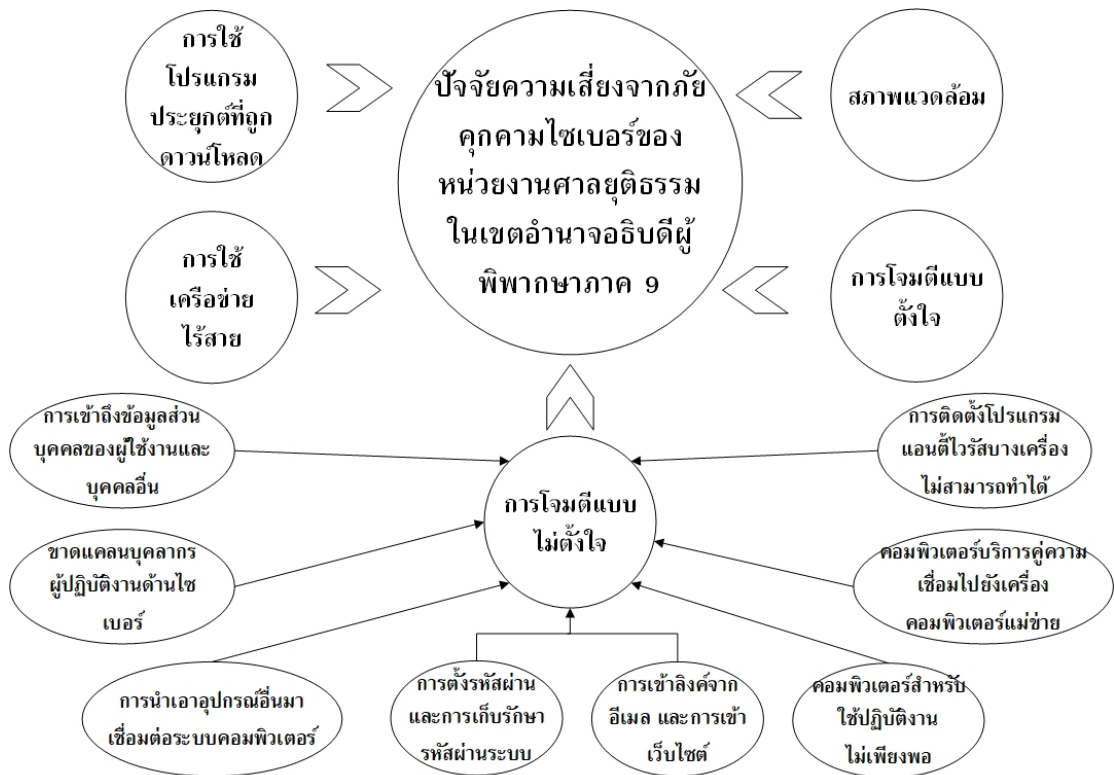 การใช้
โปรแกรม
ประยุกต์ที่ถูก
ดาวน์โหลด
ปัจจัยความเสี่ยงจากภัย
คุกคามไซเบอร์ของ
หน่วยงานศาลยุติธรรม
ในเขตอำนาจอธิบดีผู้
พิพากษาภาค 9
สภาพแวดล้อม
การใช้
เครือข่าย
ไร้สาย
การโจมตีแบบ
ตั้งใจ
การเข้าถึงข้อมูลส่วน
บุคคลของผู้ใช้งานและ
บุคคลอื่น
การโจมตีแบบ
ไม่ตั้งใจ
การติดตั้งโปรแกรม
แอนตี้ไวรัสบางเครื่อง
ไม่สามารถทำได้
ขาดแคลนบุคลากร
ผู้ปฏิบัติงานด้านไซ
เบอร์
คอมพิวเตอร์บริการคู่ความ
เชื่อมไปยังเครื่อง
คอมพิวเตอร์แม่ข่าย
การนำเอาอุปกรณ์อื่นมา
เชื่อมต่อระบบคอมพิวเตอร์
การตั้งรหัสผ่าน
และการเก็บรักษา
รหัสผ่านระบบ
การเข้าลิงค์จาก
อีเมล และการเข้า
เว็บไซต์
คอมพิวเตอร์สำหรับ
ใช้ปฏิบัติงาน
ไม่เพียงพอ